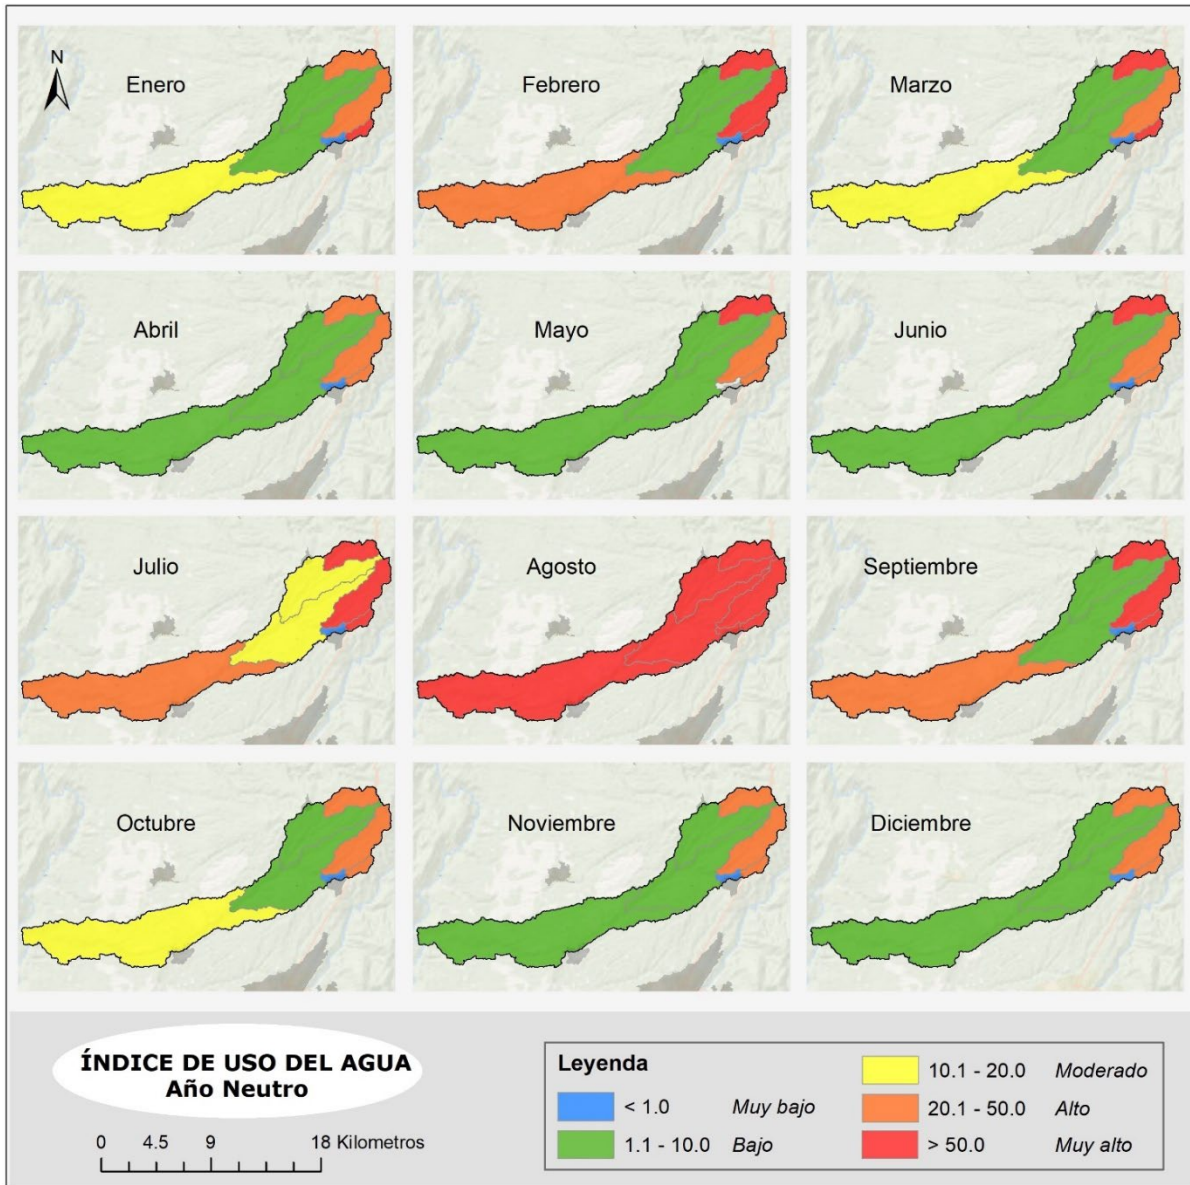 N
Enero
Febrero
Marzo
Abril
Mayo
Junio
Julio
Agosto
Septiembre
Octubre
Noviembre
Diciembre
ÍNDICE DE USO DEL AGUA
Año Neutro
0 4.5 9 18 Kilometros
Leyenda
< 1.0 Muy bajo
1.1 - 10.0 Bajo
10.1 - 20.0 Moderado
20.1 - 50.0 Alto
> 50.0 Muy alto